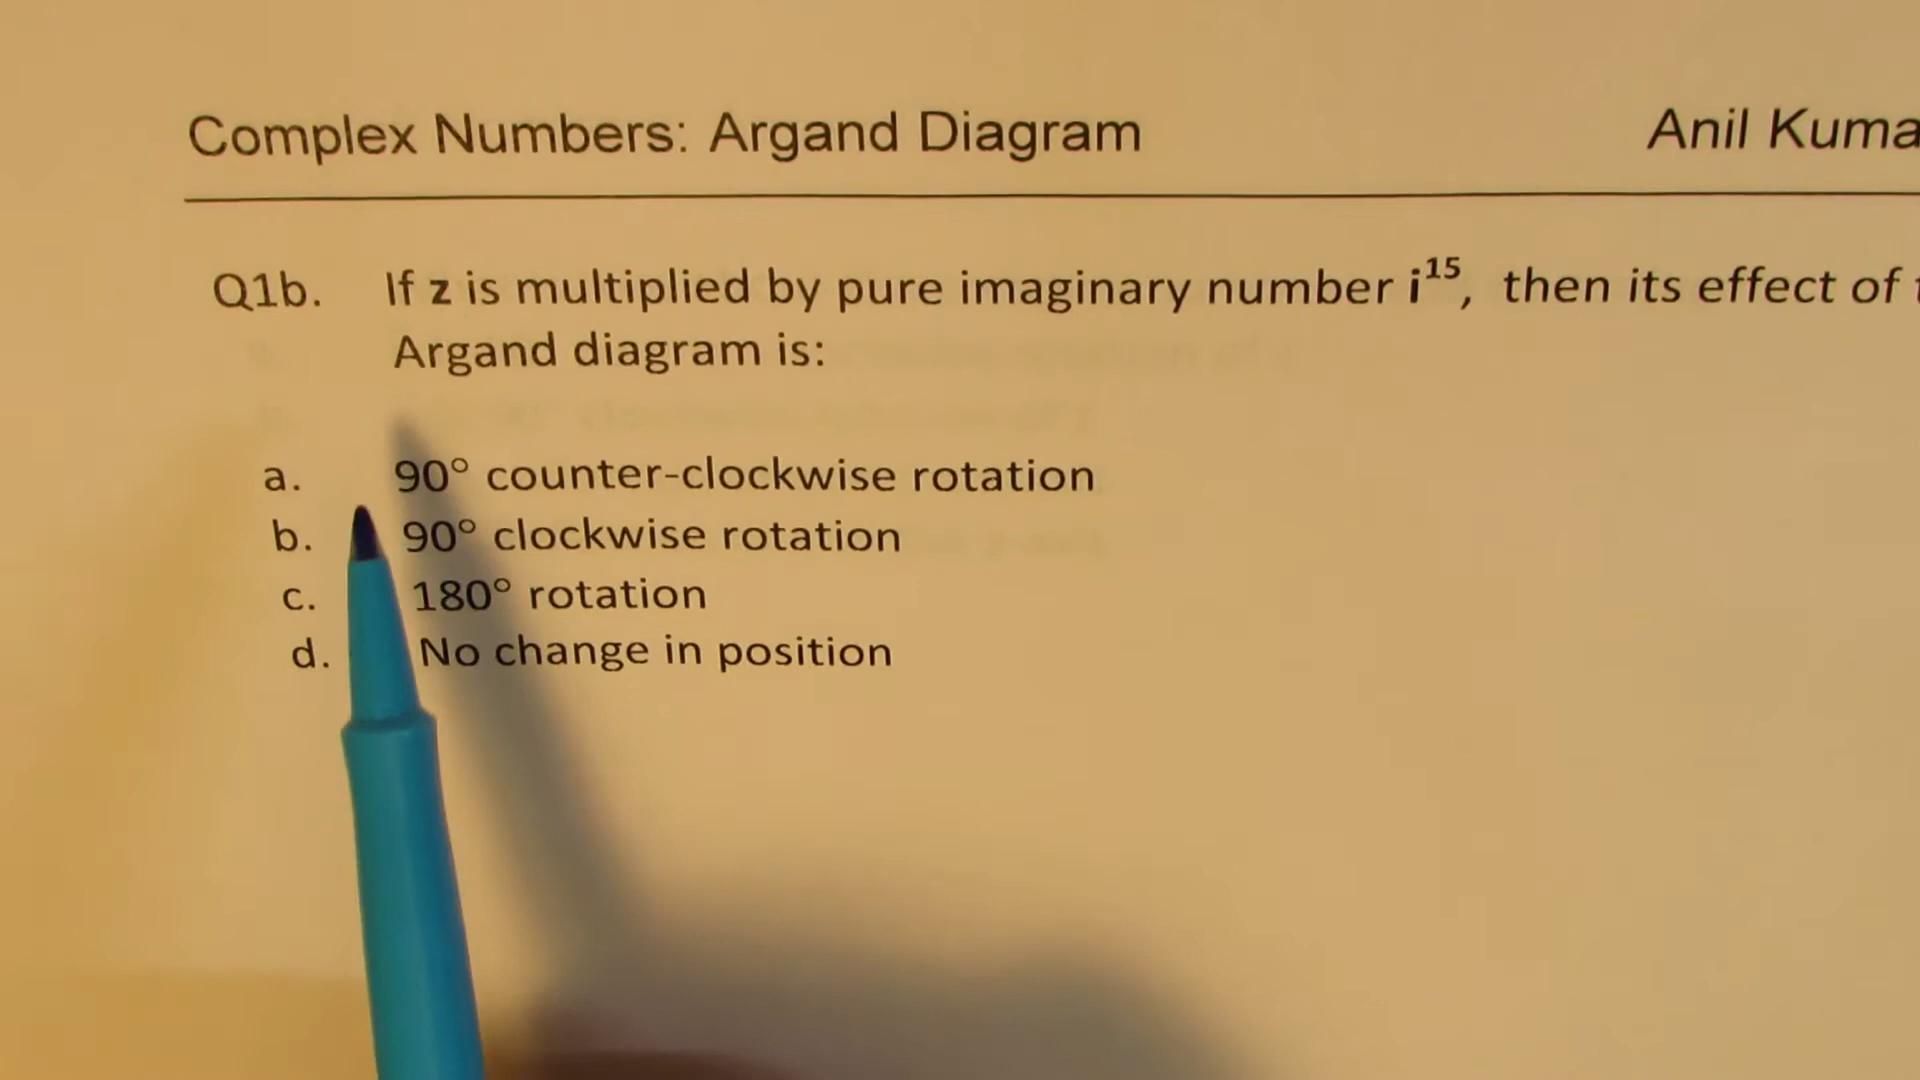 Complex Numbers: Argand Diagram Anil Kuma
Q1b. If z is multiplied by pure imaginary number i¹⁵, then its effect of
Argand diagram is:
a. 90° counter-clockwise rotation
b. 90° clockwise rotation
c. 180° rotation
d. No change in position